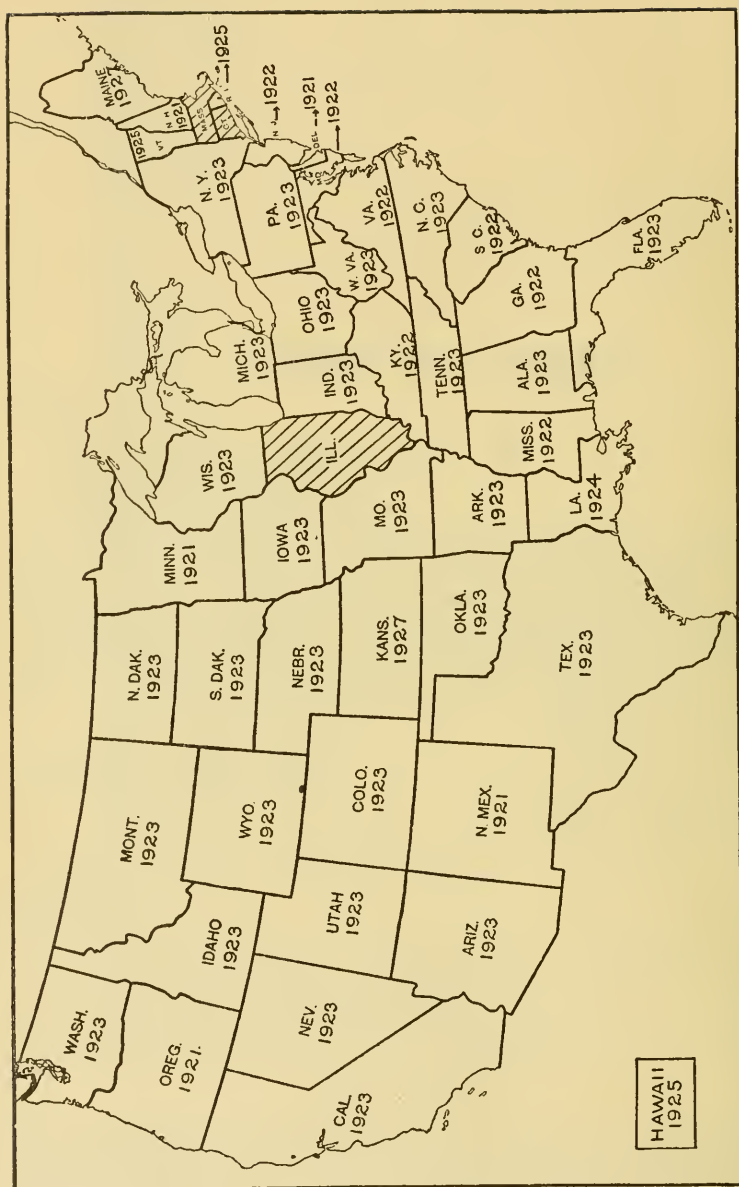 WASH.
1923
OREG.
1921.
CAL.
1923
NEV.
1923
IDAHO
1923
MONT.
1923
WYO.
1923
UTAH
1923
COLO.
1923
ARIZ.
1923
N. MEX.
1921
N. DAK.
1923
S. DAK.
1923
NEBR.
1923
KANS.
1927
OKLA.
1923
TEX.
1923
MINN.
1921
IOWA
1923
MO.
1923
ARK.
1923
LA.
1924
WIS.
1923
ILL.
MICH.
1923
IND.
1923
OHIO
1923
KY.
1922
TENN.
1923
MISS.
1922
ALA.
1923
GA.
1922
FLA.
1923
S C.
1922
N. C.
1923
VA.
1922
W. VA.
1923
PA.
1923
N. Y.
1923
1925
VT
N H
1921
MAINE
1927
MASS
CT.
R I →1925
N J →1922
DEL →1921
MD. →1922
HAWAII
1925